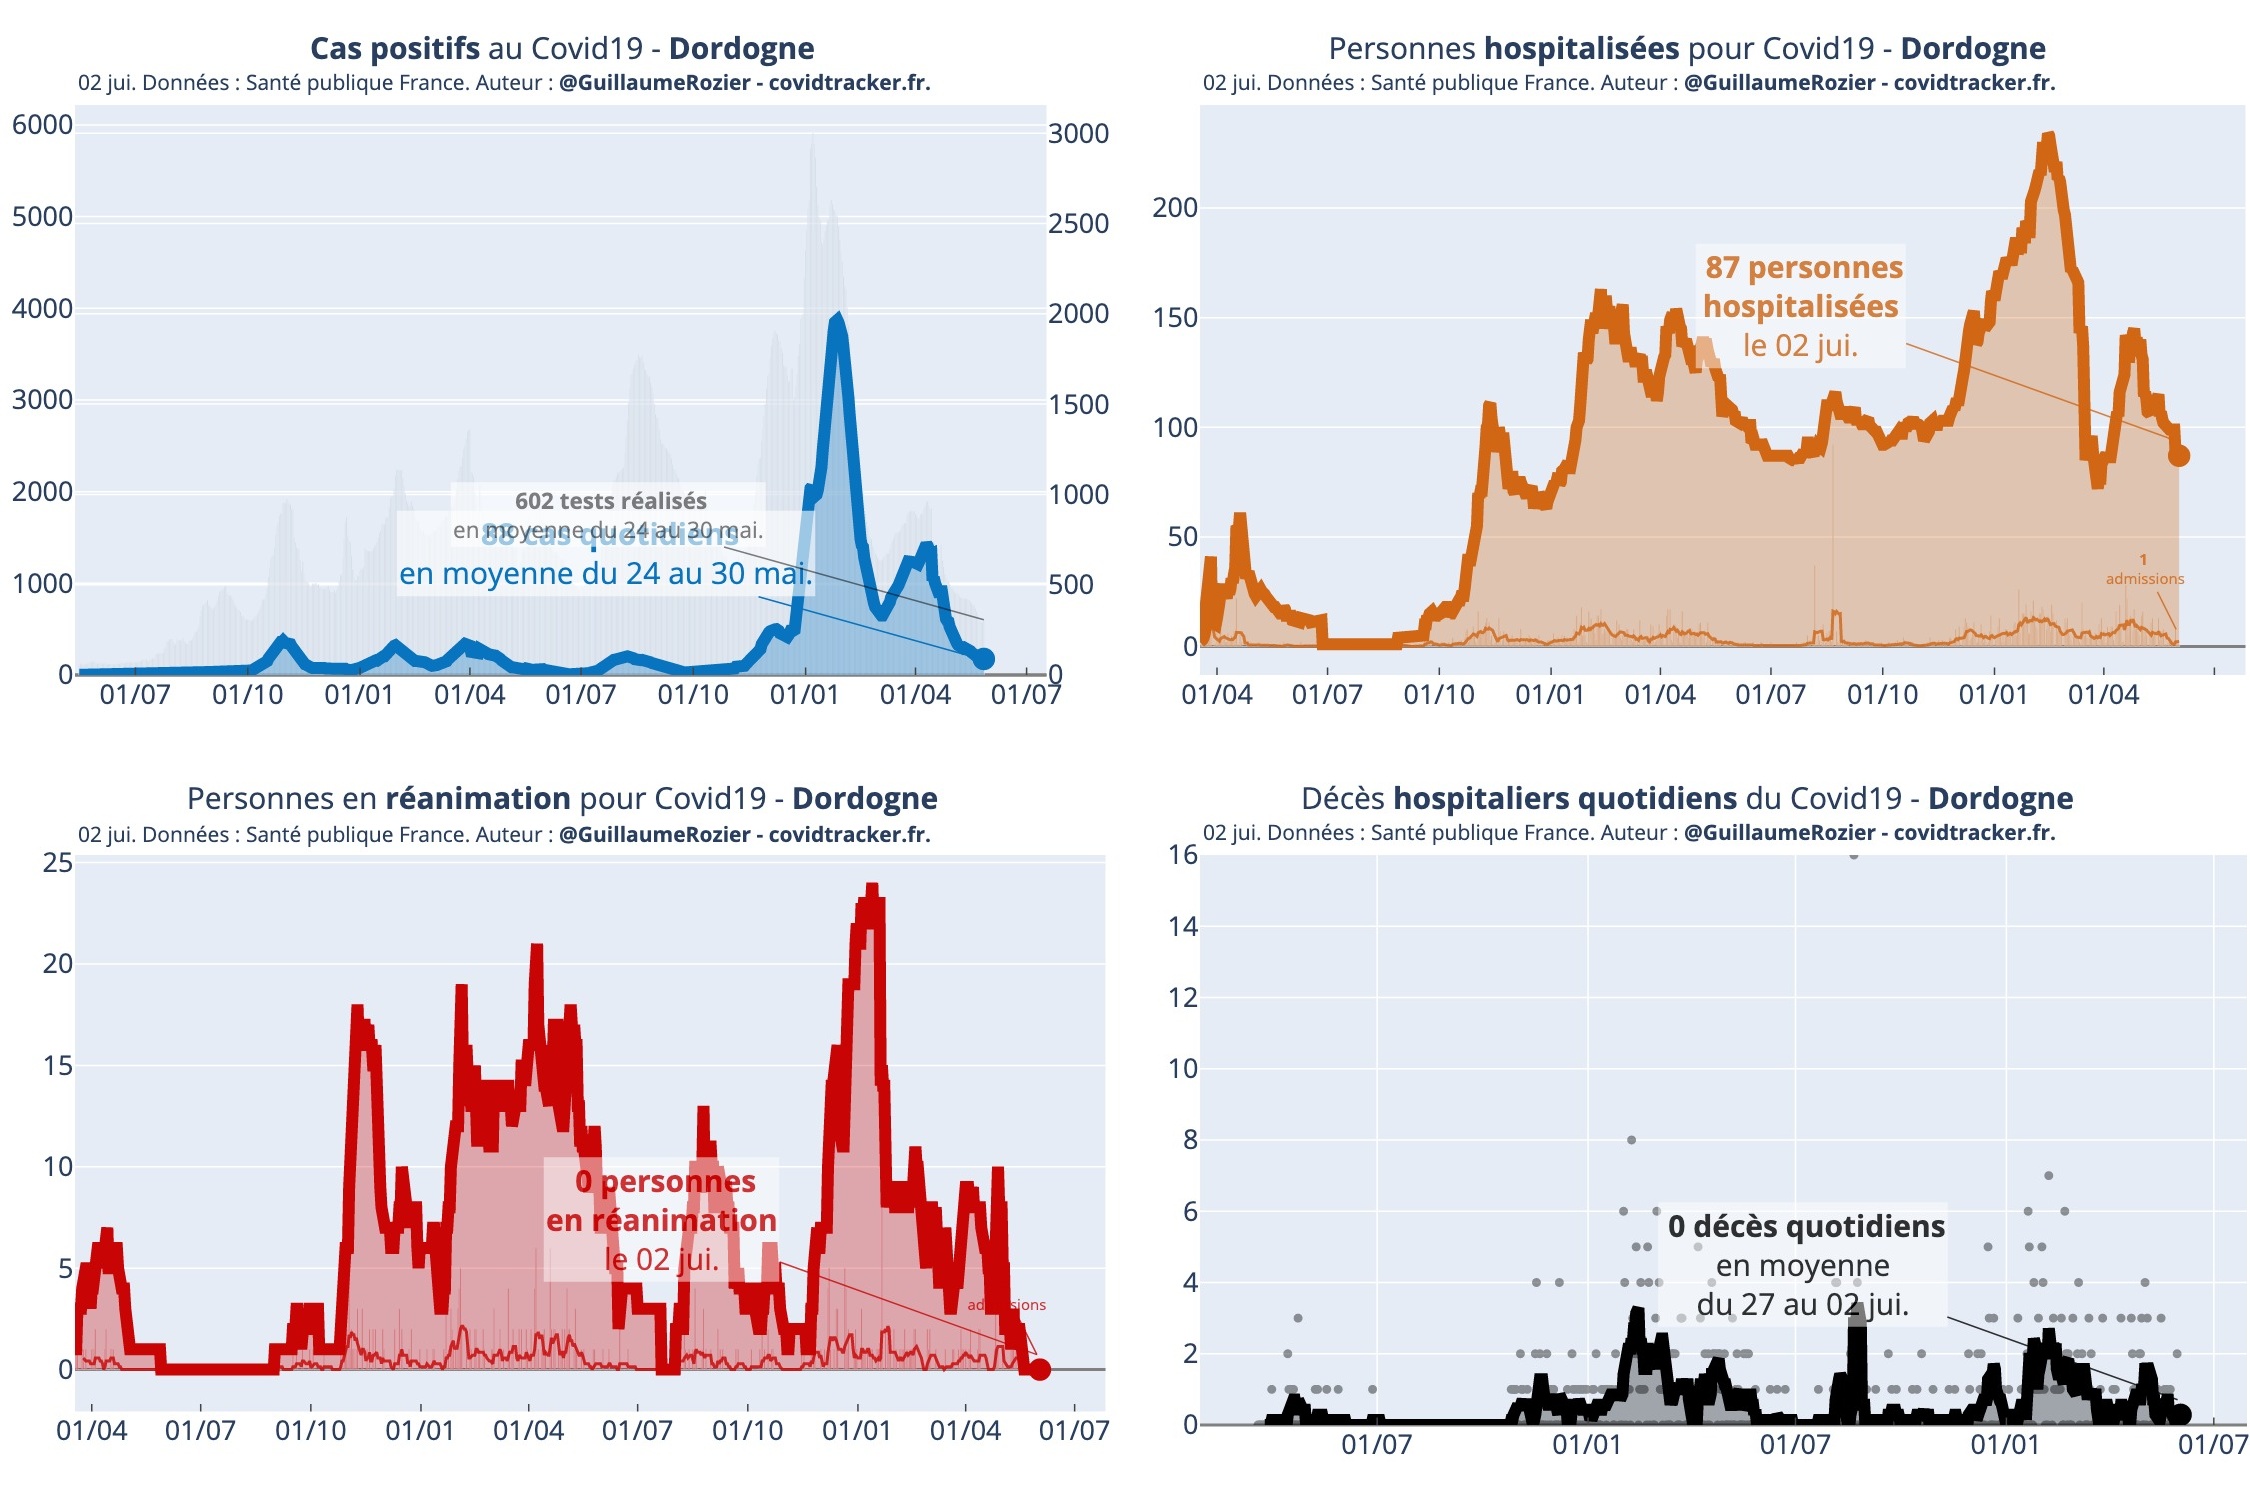 Cas positifs au Covid19 - Dordogne
02 jui. Données : Santé publique France. Auteur : @GuillaumeRozier - covidtracker.fr.
6000
5000
4000
3000
2000
1000
0
3000
2500
2000
1500
1000
500
0
602 tests réalisés
en moyenne du 24 au 30 mai.
88 cas quotidiens
en moyenne du 24 au 30 mai.
01/07 01/10 01/01 01/04 01/07 01/10 01/01 01/04 01/07
Personnes hospitalisées pour Covid19 - Dordogne
02 jui. Données : Santé publique France. Auteur : @GuillaumeRozier - covidtracker.fr.
200
150
100
50
0
87 personnes
hospitalisées
le 02 jui.
1
admissions
01/04 01/07 01/10 01/01 01/04 01/07 01/10 01/01 01/04
Personnes en réanimation pour Covid19 - Dordogne
02 jui. Données : Santé publique France. Auteur : @GuillaumeRozier - covidtracker.fr.
25
20
15
10
5
0
0 personnes
en réanimation
le 02 jui.
admissions
01/04 01/07 01/10 01/01 01/04 01/07 01/10 01/01 01/04 01/07
Décès hospitaliers quotidiens du Covid19 - Dordogne
02 jui. Données : Santé publique France. Auteur : @GuillaumeRozier - covidtracker.fr.
16
14
12
10
8
6
4
2
0
0 décès quotidiens
en moyenne
du 27 au 02 jui.
01/07 01/01 01/07 01/01 01/07